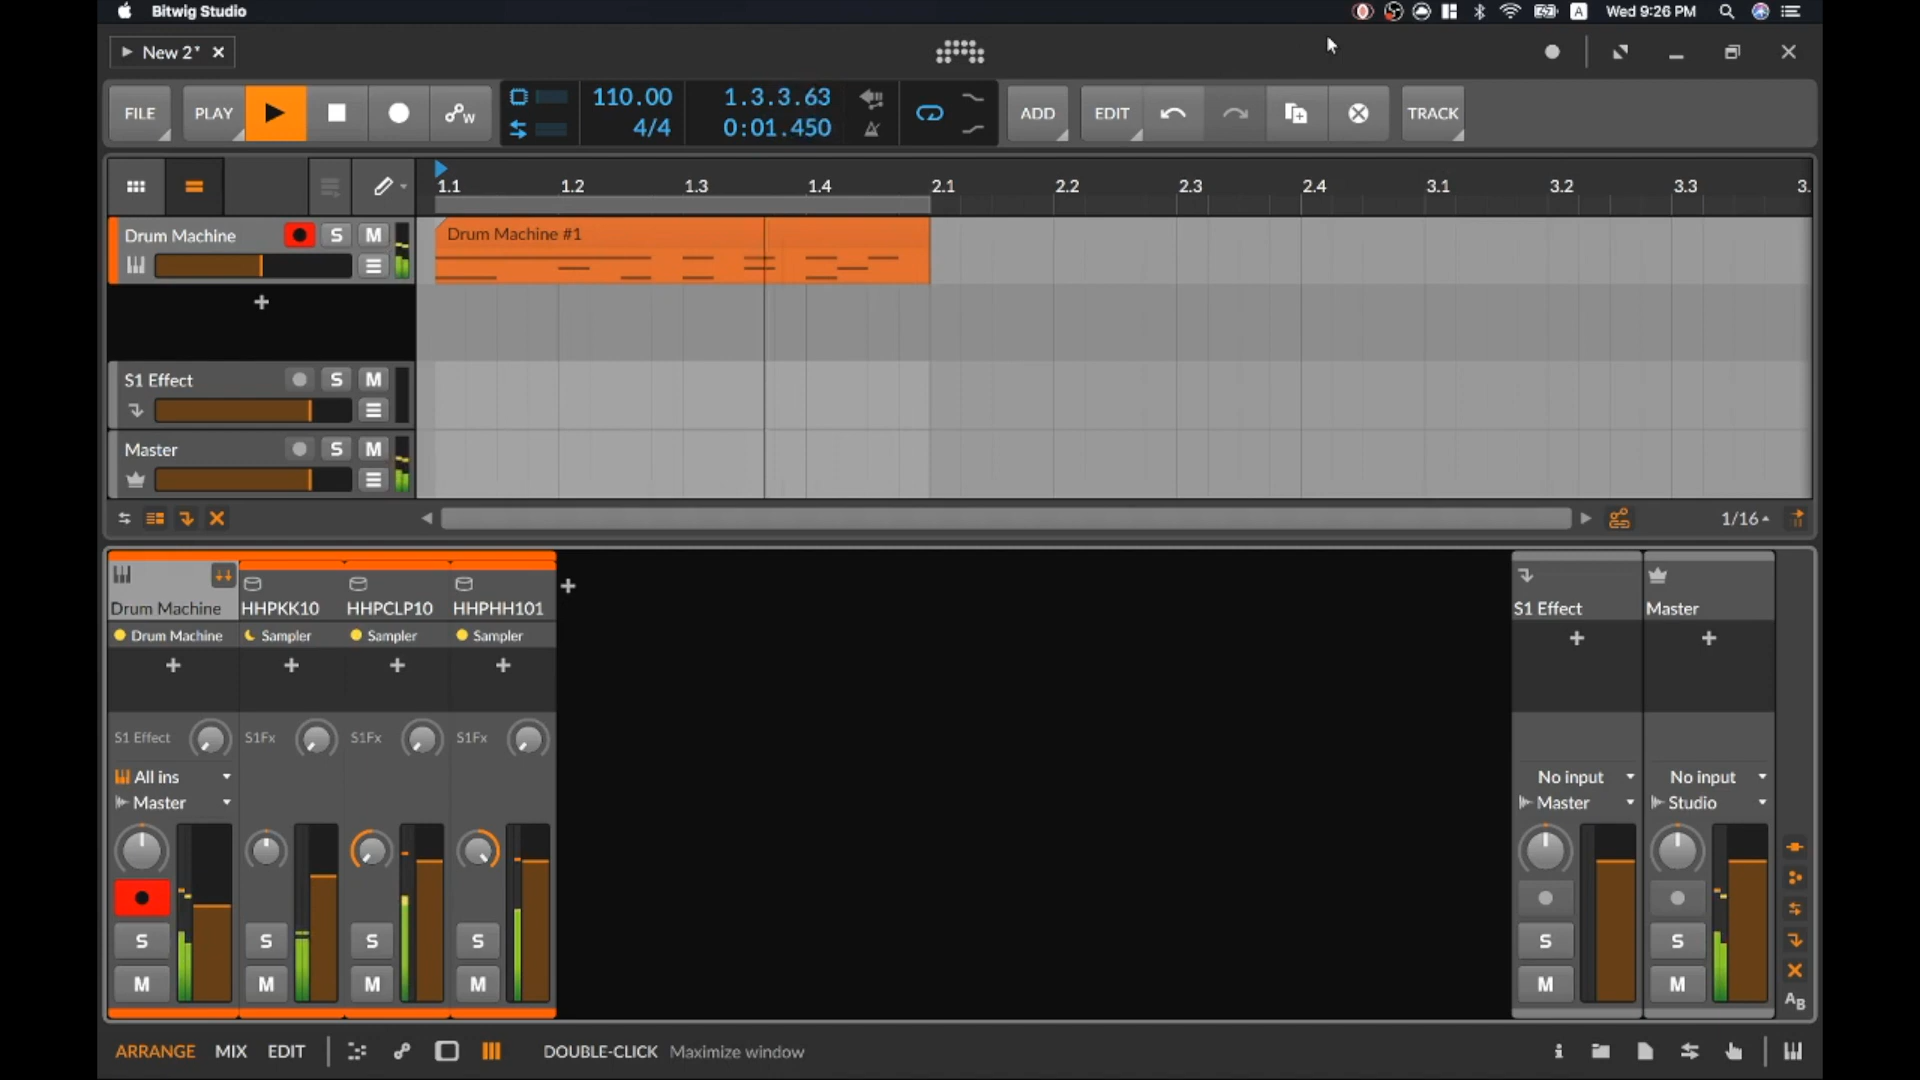 Bitwig Studio
A Wed 9:26 PM
New 2*
FILE PLAY W 110.00 1.3.3.63 ADD EDIT TRACK
4/4 0:01.450
1.1 1.2 1.3 1.4 2.1 2.2 2.3 2.4 3.1 3.2 3.3 3.
Drum Machine S M Drum Machine #1
S1 Effect S M
Master S M
1/16
Drum Machine HHPKK10 HHPCLP10 HHPHH101 S1 Effect Master
Drum Machine Sampler Sampler Sampler
S1 Effect S1Fx S1Fx S1Fx
All ins No input No input
Master Master Studio
S S S S S S
M M M M M M
AB
ARRANGE MIX EDIT DOUBLE-CLICK Maximize window